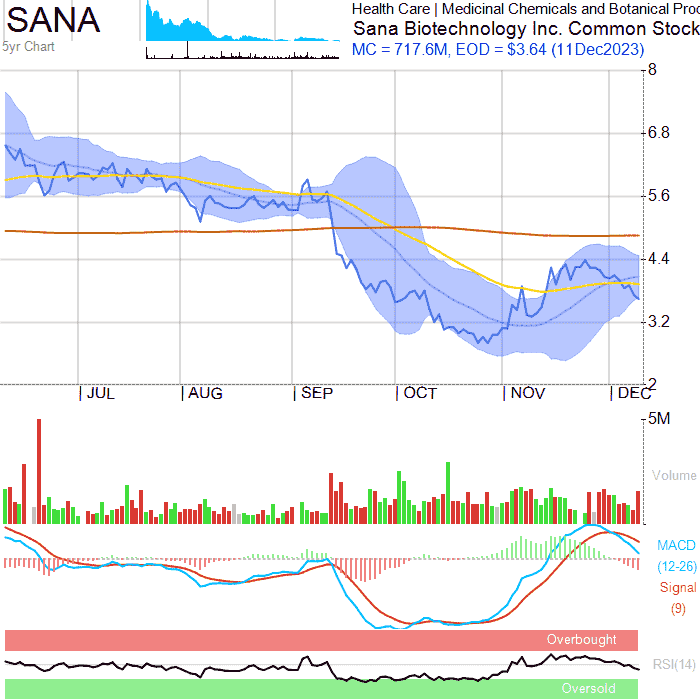 SANA
5yr Chart
Health Care | Medicinal Chemicals and Botanical Proc
Sana Biotechnology Inc. Common Stock
MC = 717.6M, EOD = $3.64 (11Dec2023)
8
6.8
5.6
4.4
3.2
2
| JUL | AUG | SEP | OCT | NOV | DEC
5M
Volume
MACD
(12-26)
Signal
(9)
Overbought
RSI(14)
Oversold